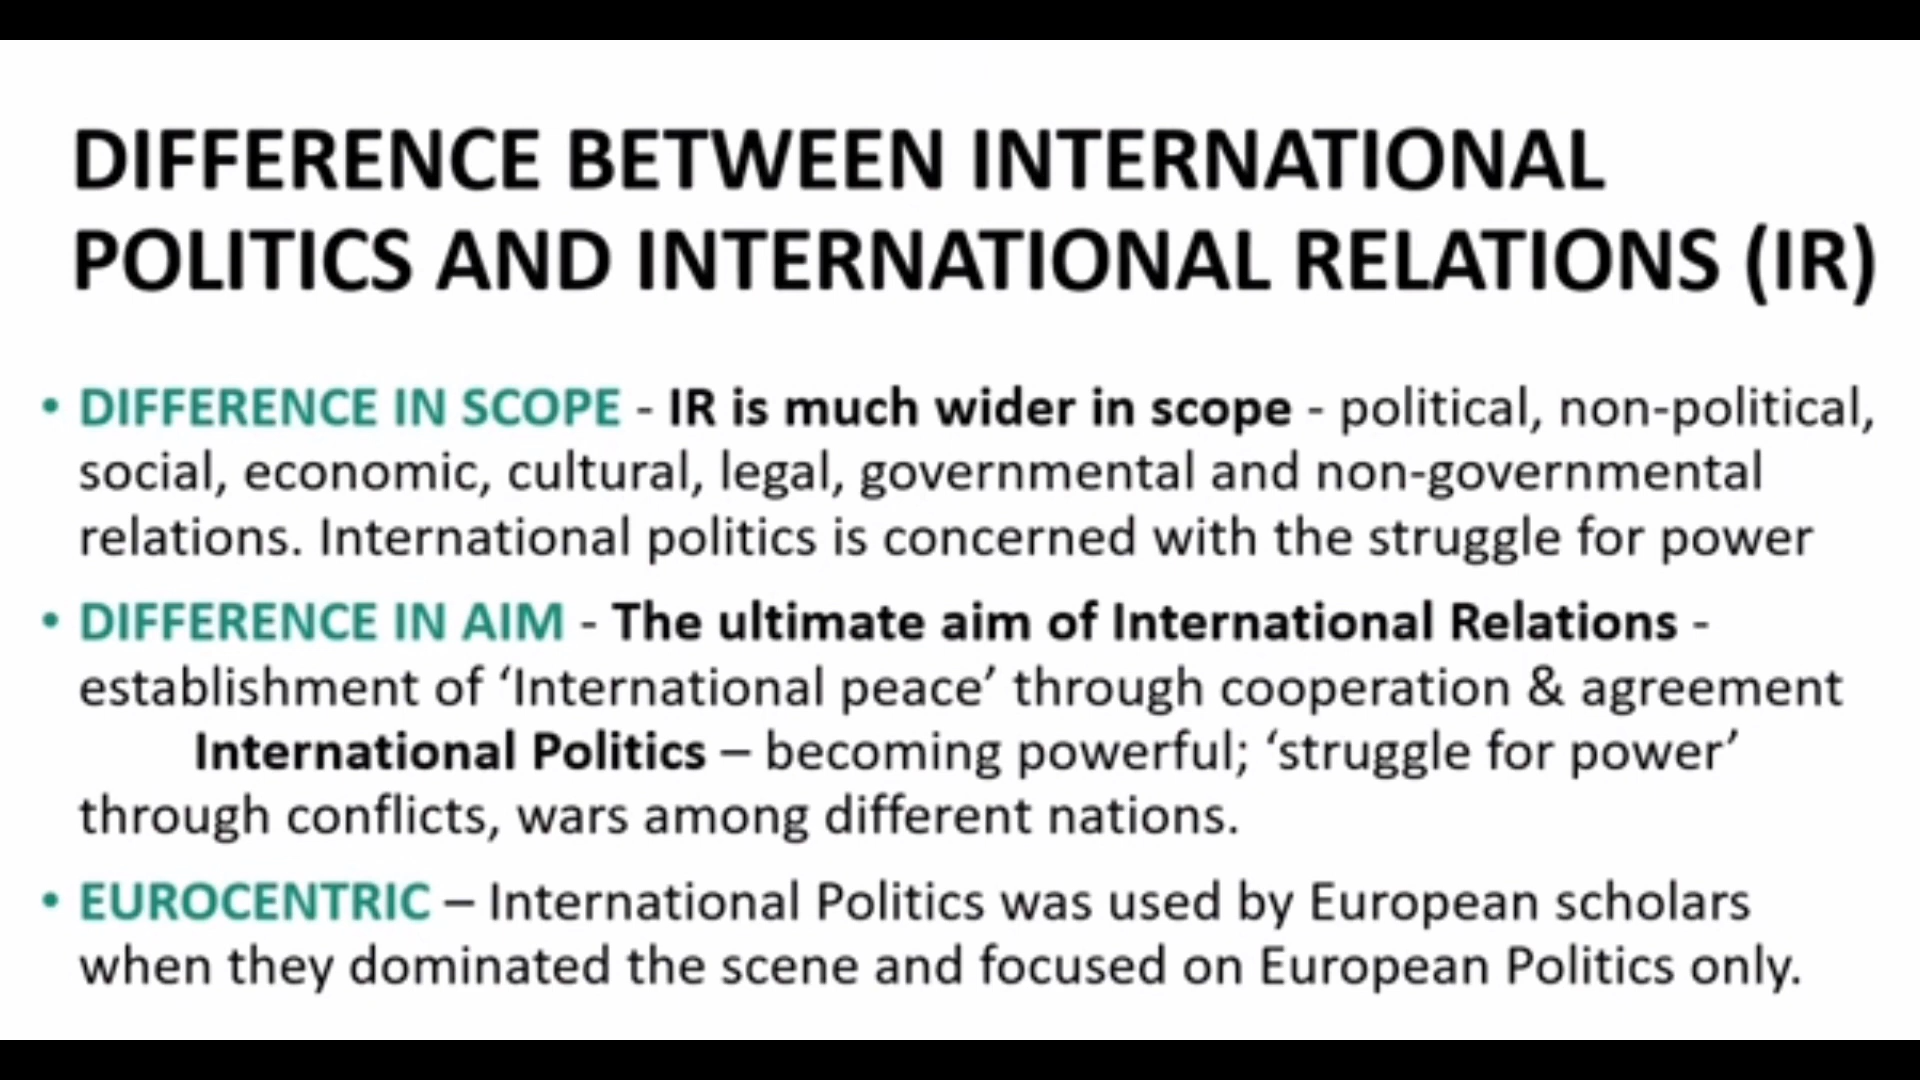 DIFFERENCE BETWEEN INTERNATIONAL
POLITICS AND INTERNATIONAL RELATIONS (IR)
• DIFFERENCE IN SCOPE - IR is much wider in scope - political, non-political,
social, economic, cultural, legal, governmental and non-governmental
relations. International politics is concerned with the struggle for power
• DIFFERENCE IN AIM - The ultimate aim of International Relations -
establishment of ‘International peace’ through cooperation & agreement
International Politics – becoming powerful; ‘struggle for power’
through conflicts, wars among different nations.
• EUROCENTRIC – International Politics was used by European scholars
when they dominated the scene and focused on European Politics only.